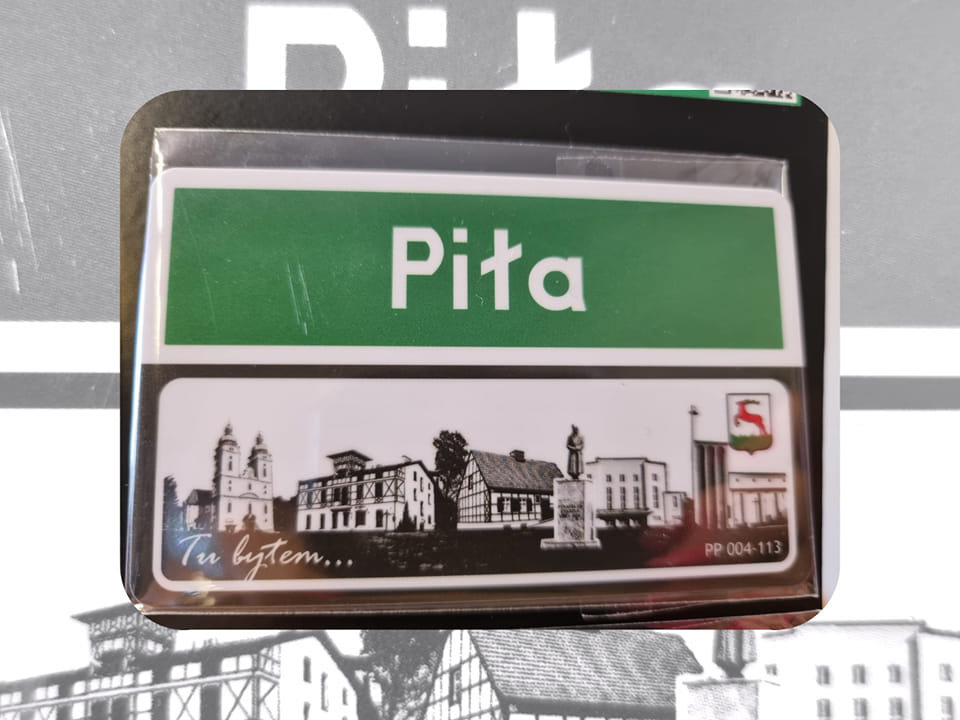 Piła
Tu byłem...
PP 004-113